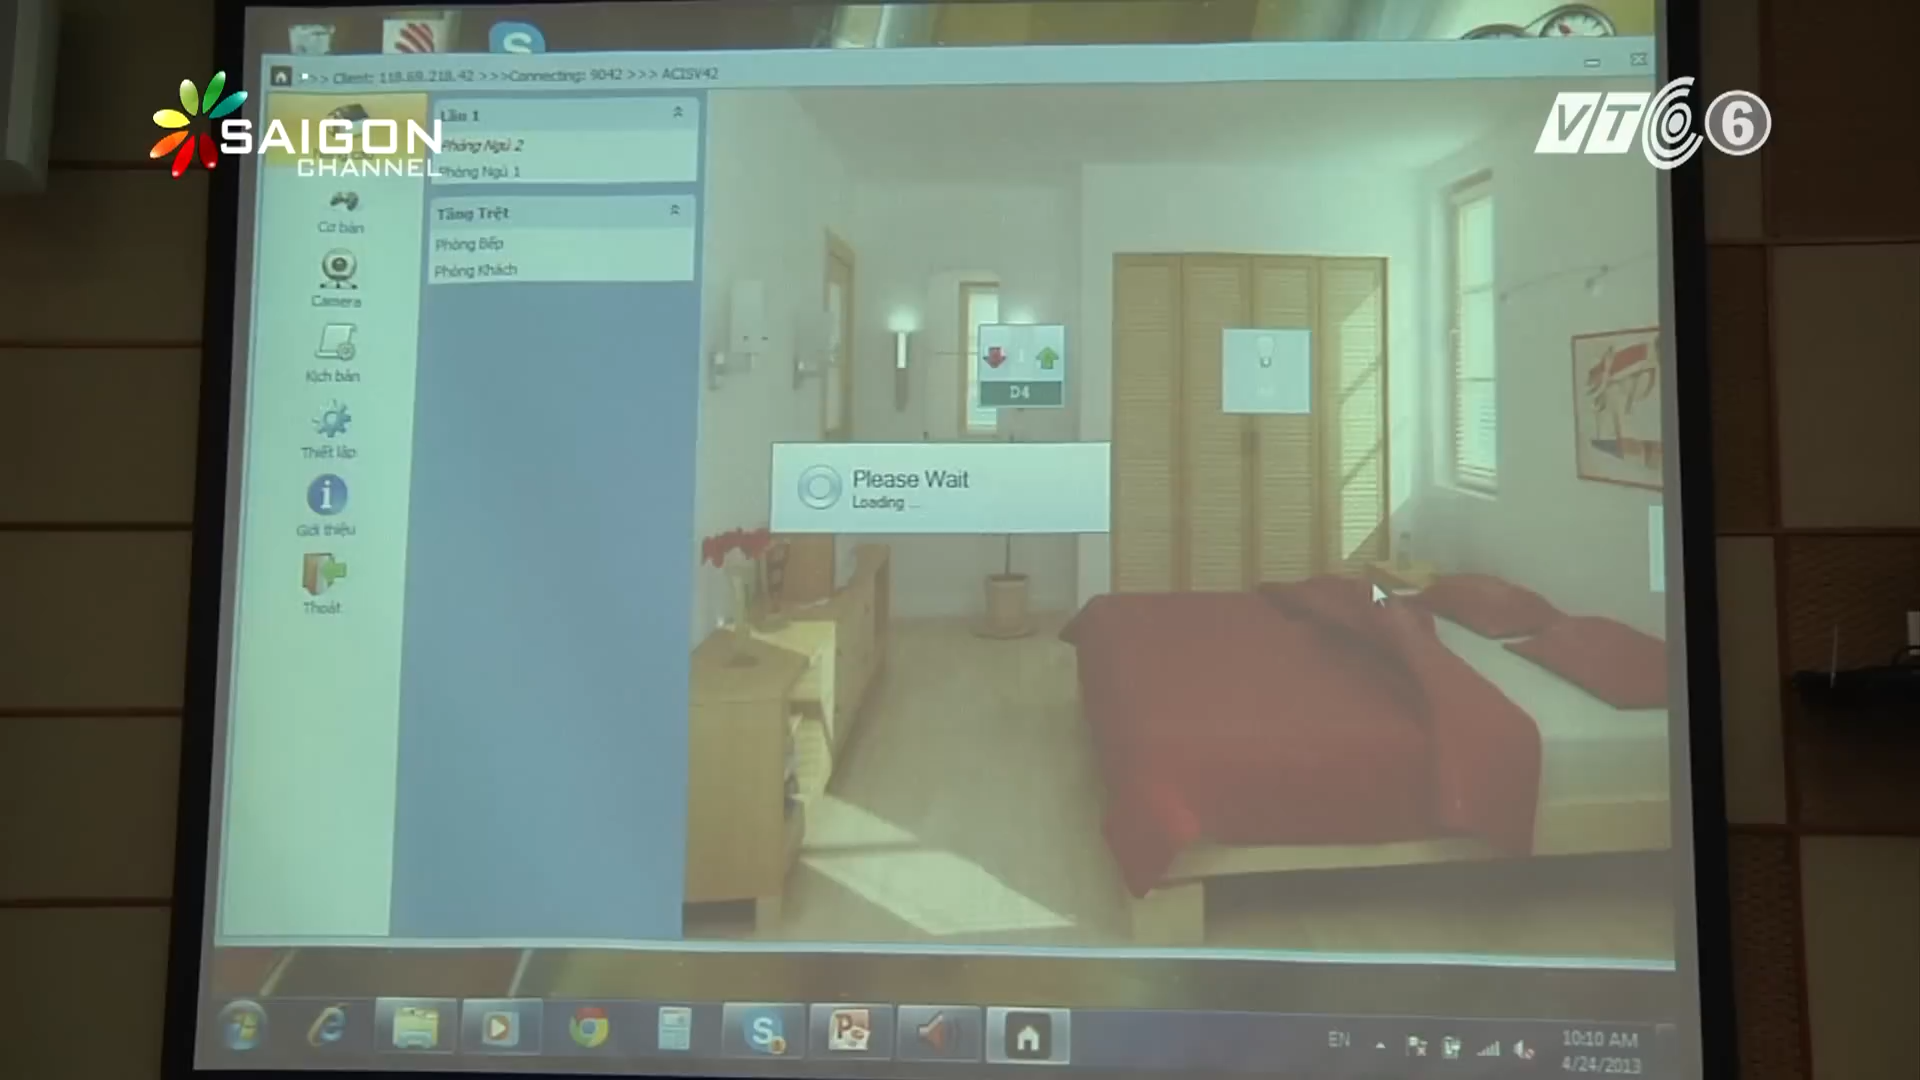 >>> Client: 118.69.218.42 >>>Connecting: 9042 >>> ACISV42
SAIGON
CHANNEL
VTC 6
Lầu 1
Phòng Ngủ 2
Phòng Ngủ 1
Cơ bản
Tầng Trệt
Phòng Bếp
Phòng Khách
Camera
Kịch bản
Thiết lập
Giới thiệu
Thoát
D4
Please Wait
Loading ...
EN
10:10 AM
4/24/2013